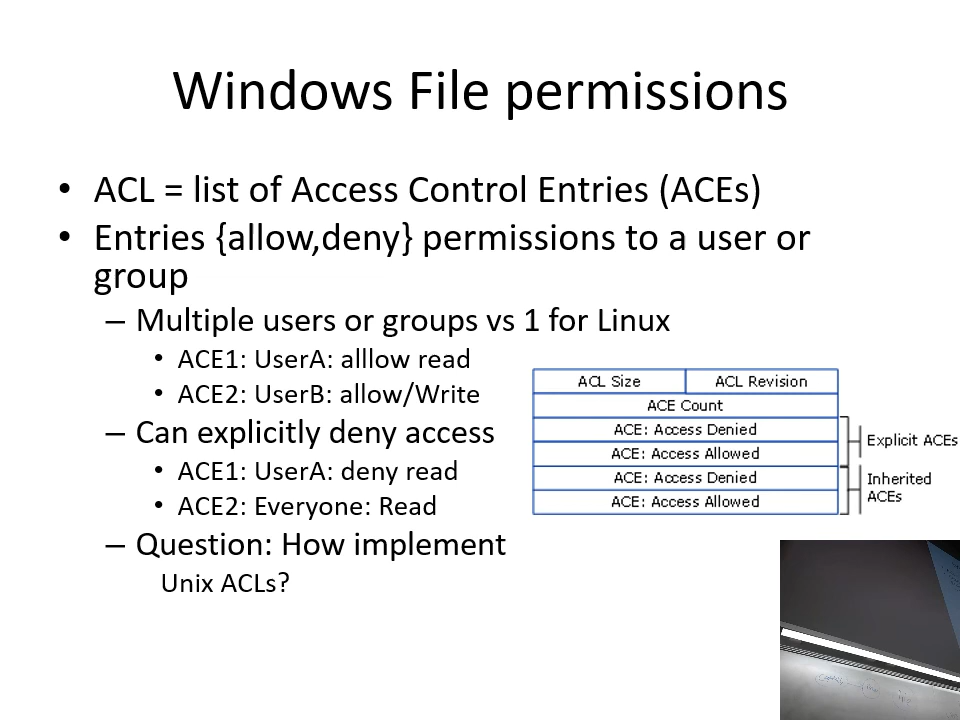 Windows File permissions
• ACL = list of Access Control Entries (ACEs)
• Entries {allow,deny} permissions to a user or
group
– Multiple users or groups vs 1 for Linux
• ACE1: UserA: alllow read
• ACE2: UserB: allow/Write
– Can explicitly deny access
• ACE1: UserA: deny read
• ACE2: Everyone: Read
– Question: How implement
Unix ACLs?
ACL Size
ACL Revision
ACE Count
ACE: Access Denied
ACE: Access Allowed
ACE: Access Denied
ACE: Access Allowed
Explicit ACEs
Inherited
ACEs